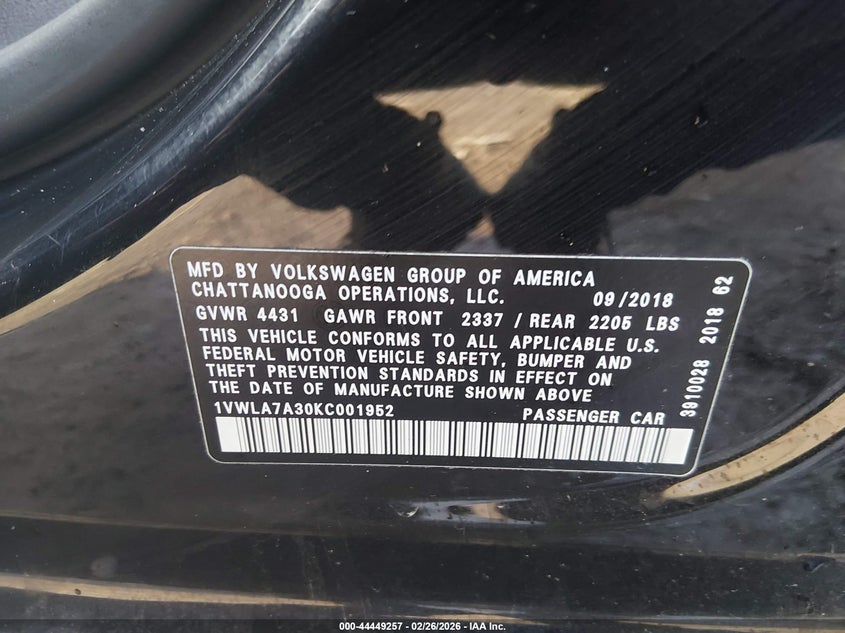 MFD BY VOLKSWAGEN GROUP OF AMERICA
CHATTANOOGA OPERATIONS, LLC. 09/2018
GVWR 4431 GAWR FRONT 2337 / REAR 2205 LBS
THIS VEHICLE CONFORMS TO ALL APPLICABLE U.S.
FEDERAL MOTOR VEHICLE SAFETY, BUMPER AND
THEFT PREVENTION STANDARDS IN EFFECT ON
THE DATE OF MANUFACTURE SHOWN ABOVE
1VWLA7A30KC001952 PASSENGER CAR
3910028 2018 62
000-44449257 - 02/26/2026 - IAA Inc.